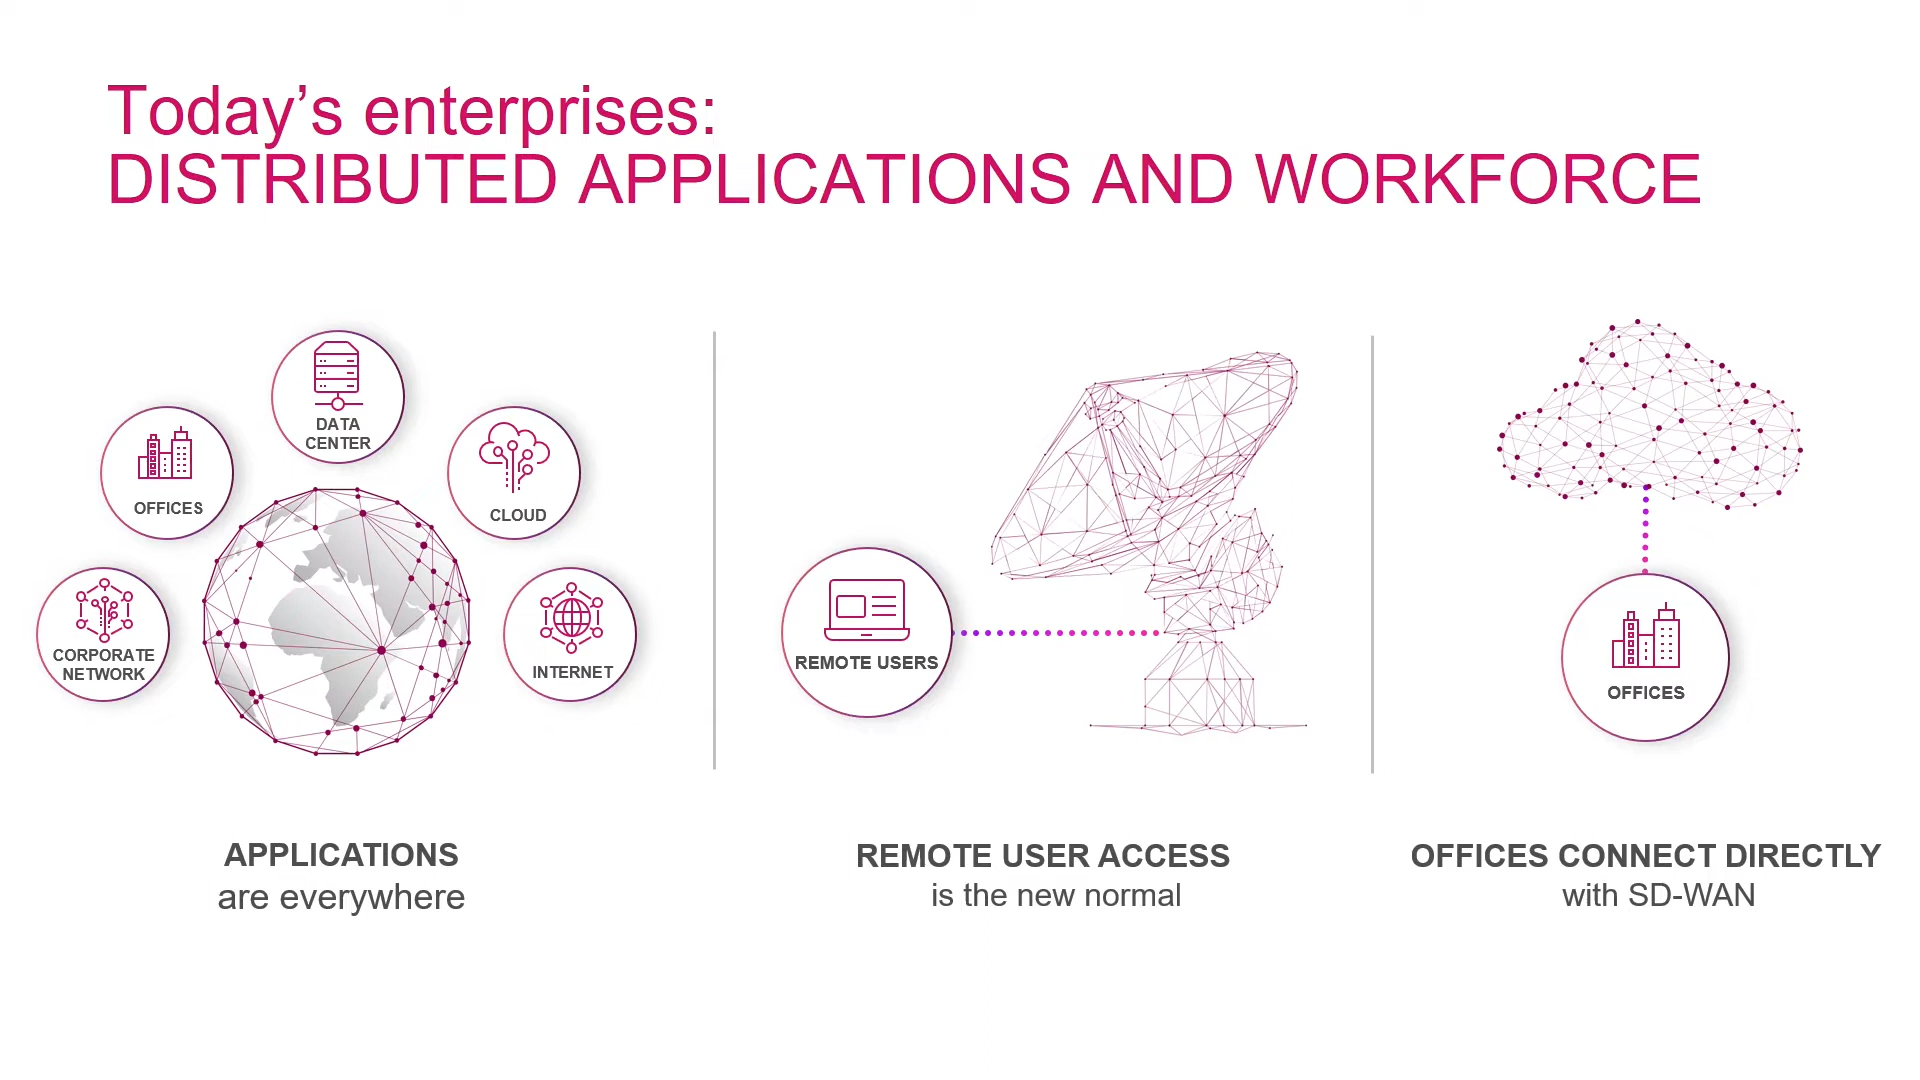 Today’s enterprises:
DISTRIBUTED APPLICATIONS AND WORKFORCE
DATA
CENTER
OFFICES
CLOUD
CORPORATE
NETWORK
INTERNET
APPLICATIONS
are everywhere
REMOTE USERS
REMOTE USER ACCESS
is the new normal
OFFICES
OFFICES CONNECT DIRECTLY
with SD-WAN